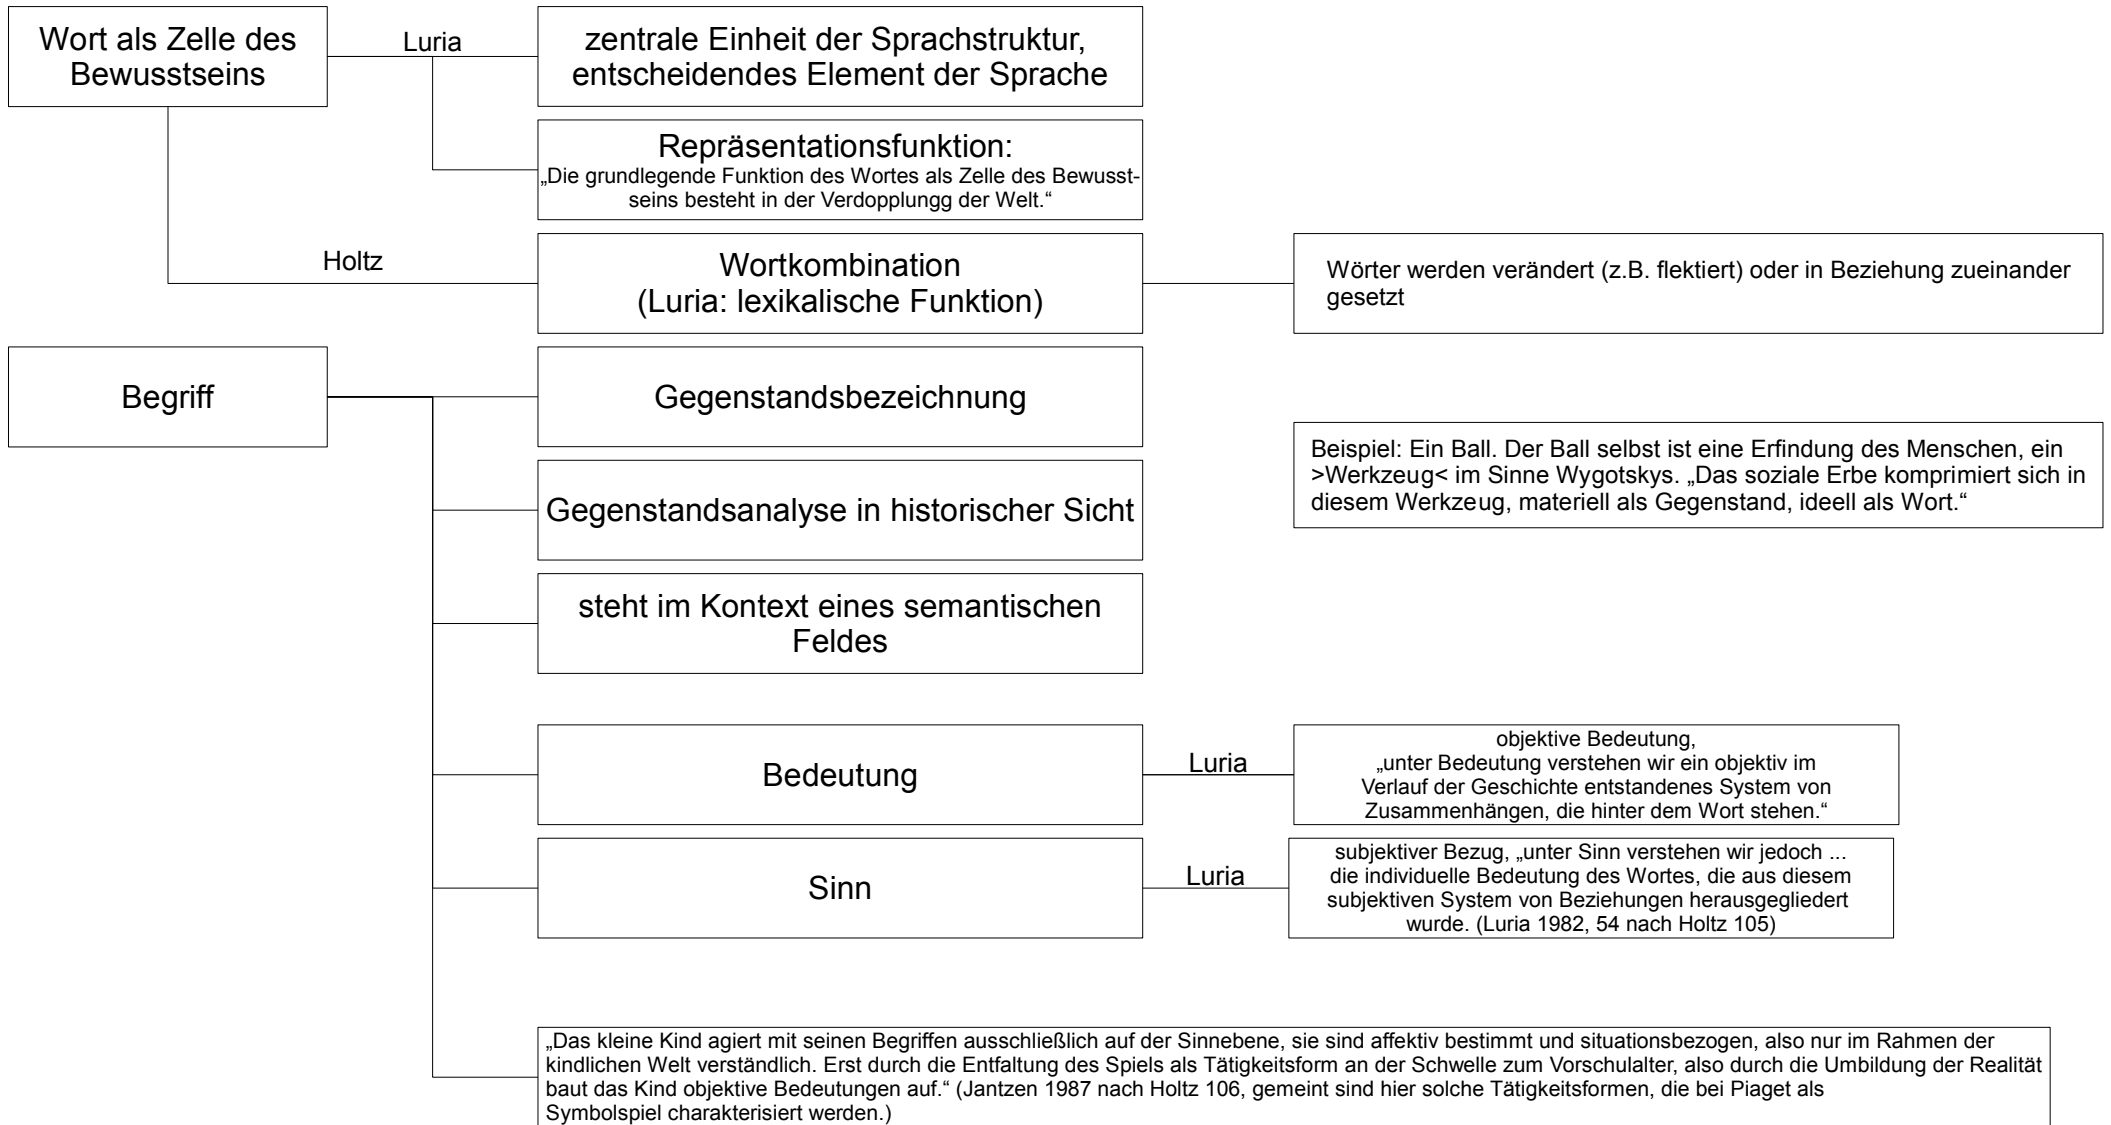 Wort als Zelle des
Bewusstseins
Luria
zentrale Einheit der Sprachstruktur,
entscheidendes Element der Sprache
Repräsentationsfunktion:
„Die grundlegende Funktion des Wortes als Zelle des Bewusst-
seins besteht in der Verdopplungg der Welt.“
Holtz
Wortkombination
(Luria: lexikalische Funktion)
Wörter werden verändert (z.B. flektiert) oder in Beziehung zueinander
gesetzt
Begriff
Gegenstandsbezeichnung
Beispiel: Ein Ball. Der Ball selbst ist eine Erfindung des Menschen, ein
>Werkzeug< im Sinne Wygotskys. „Das soziale Erbe komprimiert sich in
diesem Werkzeug, materiell als Gegenstand, ideell als Wort.“
Gegenstandsanalyse in historischer Sicht
steht im Kontext eines semantischen
Feldes
Bedeutung
Luria
objektive Bedeutung,
„unter Bedeutung verstehen wir ein objektiv im
Verlauf der Geschichte entstandenes System von
Zusammenhängen, die hinter dem Wort stehen.“
Sinn
Luria
subjektiver Bezug, „unter Sinn verstehen wir jedoch ...
die individuelle Bedeutung des Wortes, die aus diesem
subjektiven System von Beziehungen herausgegliedert
wurde. (Luria 1982, 54 nach Holtz 105)
„Das kleine Kind agiert mit seinen Begriffen ausschließlich auf der Sinnebene, sie sind affektiv bestimmt und situationsbezogen, also nur im Rahmen der
kindlichen Welt verständlich. Erst durch die Entfaltung des Spiels als Tätigkeitsform an der Schwelle zum Vorschulalter, also durch die Umbildung der Realität
baut das Kind objektive Bedeutungen auf.“ (Jantzen 1987 nach Holtz 106, gemeint sind hier solche Tätigkeitsformen, die bei Piaget als
Symbolspiel charakterisiert werden.)